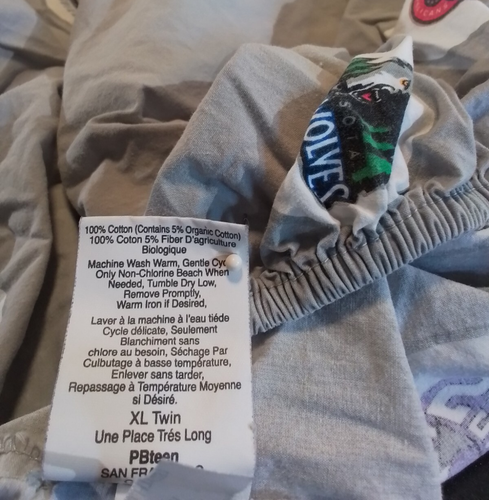 100% Cotton (Contains 5% Organic Cotton)
100% Coton 5% Fiber D'agriculture
Biologique
Machine Wash Warm, Gentle
Only Non-Chlorine Beach When
Needed, Tumble Dry Low,
Remove Promptly,
Warm Iron if Desired,
Laver à la machine à l'eau tiéde
Cycle délicate, Seulement
Blanchiment sans
chlore au besoin, Séchage Par
Culbutage à basse température,
Enlever sans tarder,
Repassage à Température Moyenne
si Désiré.
XL Twin
Une Place Trés Long
PBteen
SAN